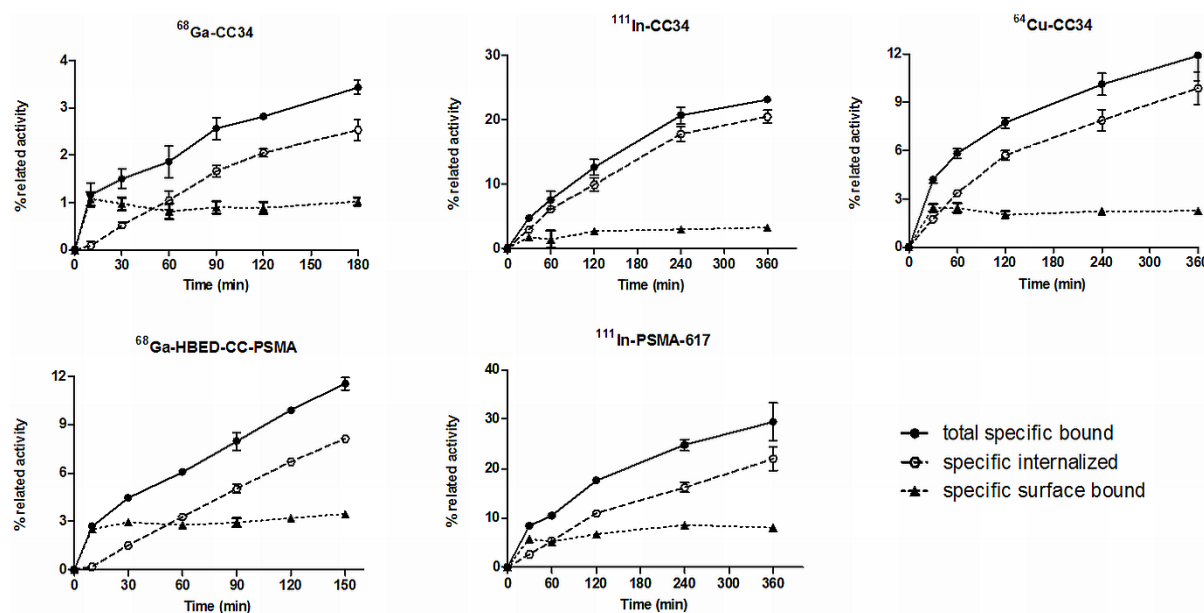 ⁶⁸Ga-CC34
% related activity
4
3
2
1
0
0 30 60 90 120 180
Time (min)
¹¹¹In-CC34
% related activity
30
20
10
0
0 60 120 180 240 300 360
Time (min)
⁶⁴Cu-CC34
% related activity
12
9
6
3
0
0 60 120 180 240 300 360
Time (min)
⁶⁸Ga-HBED-CC-PSMA
% related activity
12
9
6
3
0
0 30 60 90 120 150
Time (min)
¹¹¹In-PSMA-617
% related activity
40
30
20
10
0
0 60 120 180 240 300 360
Time (min)
total specific bound
specific internalized
specific surface bound